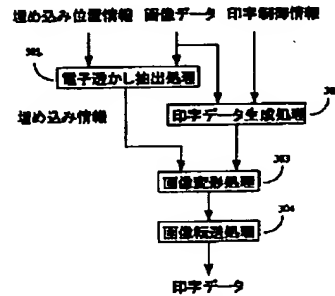 埋め込み位置情報 画像データ 印字制御情報
301
電子透かし抽出処理
埋め込み情報
印字データ生成処理
303
画像変形処理
304
画像転送処理
印字データ